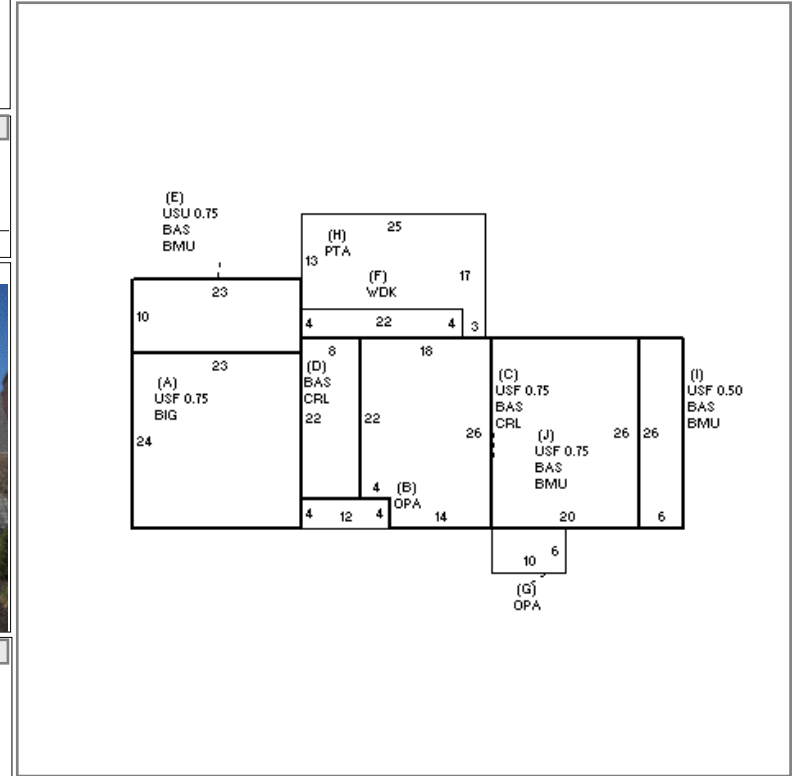 (E)
USU 0.75
BAS
BMU
25
(H)
PTA
13
17
(F)
WDK
23
10
4 22 4 3
23
8
18
(A)
USF 0.75
BIG
(D)
BAS
CRL
(C)
USF 0.75
BAS
CRL
(I)
USF 0.50
BAS
BMU
24
22
22
26
(J)
USF 0.75
BAS
BMU
26
26
4
(B)
OPA
4 12 4
14
20
6
10
6
(G)
OPA